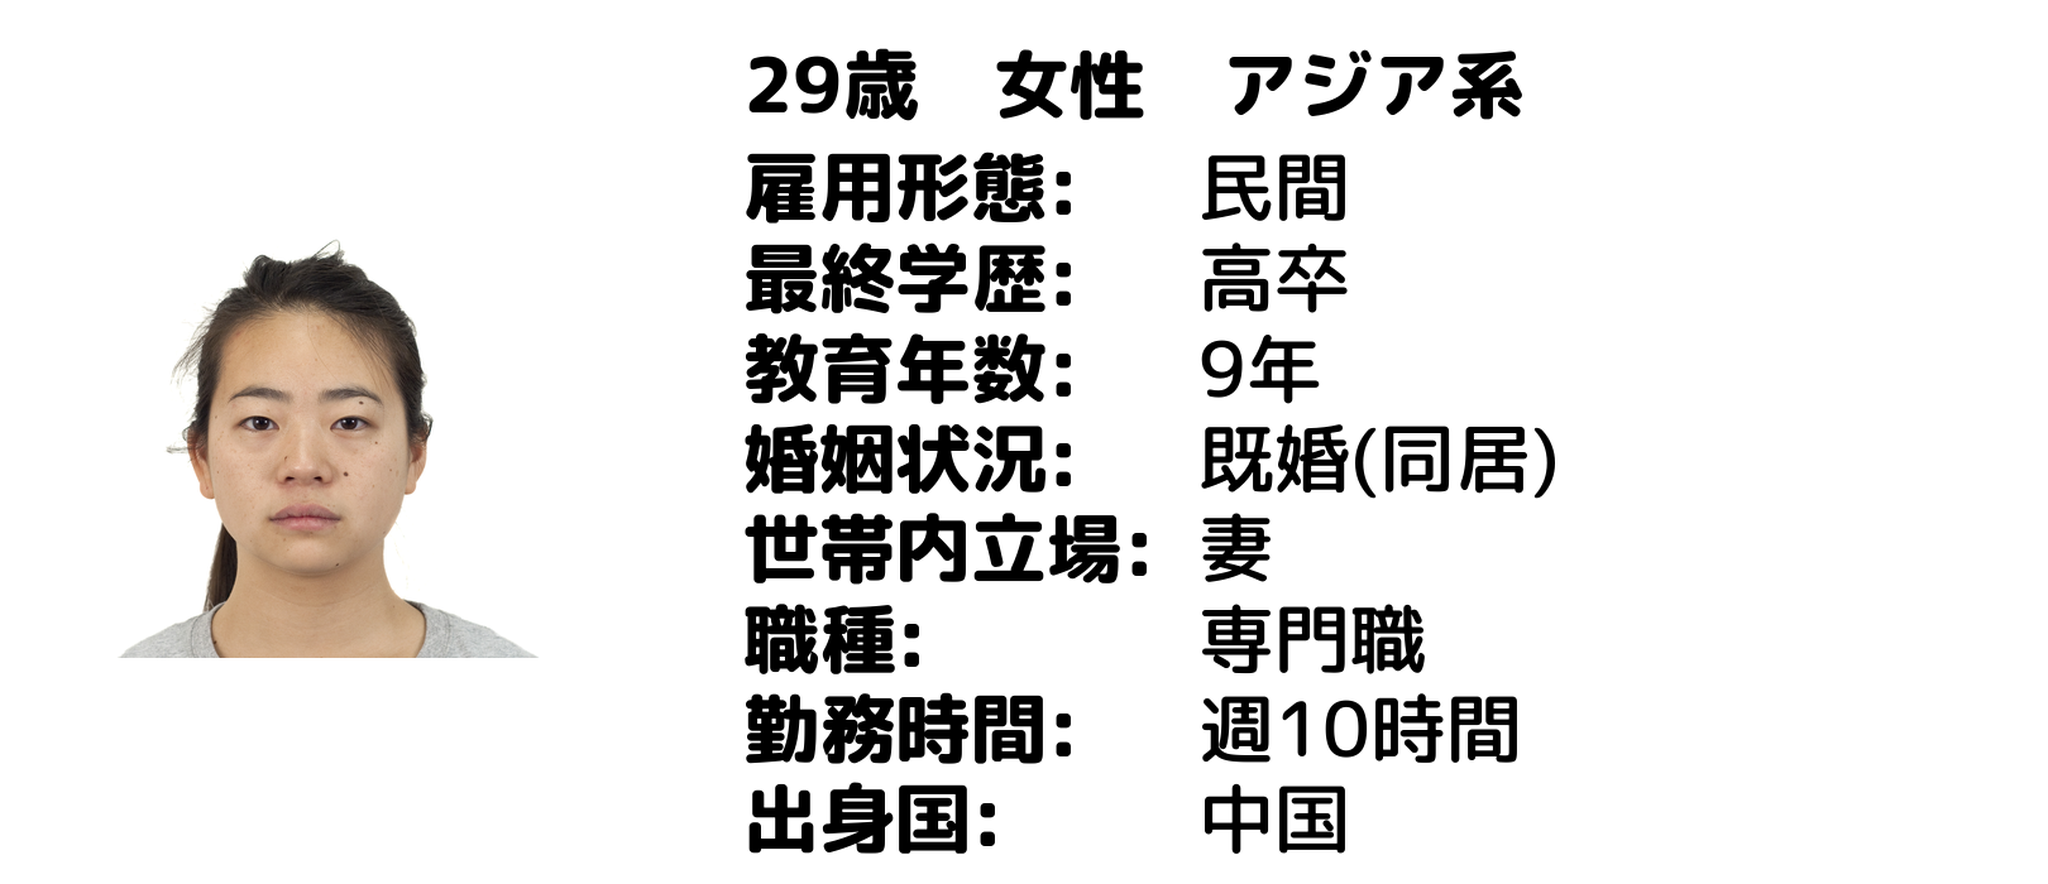 29歳　女性　アジア系
雇用形態: 民間
最終学歴: 高卒
教育年数: 9年
婚姻状況: 既婚(同居)
世帯内立場: 妻
職種: 専門職
勤務時間: 週10時間
出身国: 中国